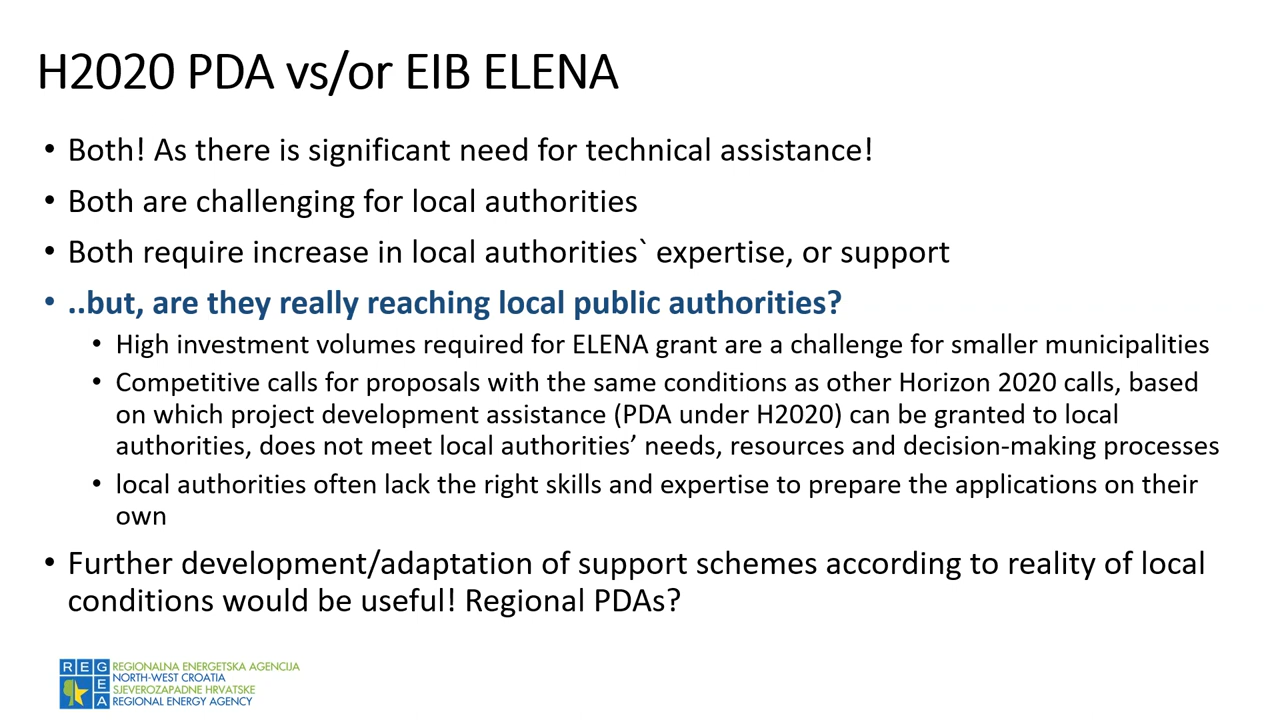 H2020 PDA vs/or EIB ELENA
• Both! As there is significant need for technical assistance!
• Both are challenging for local authorities
• Both require increase in local authorities` expertise, or support
• ..but, are they really reaching local public authorities?
• High investment volumes required for ELENA grant are a challenge for smaller municipalities
• Competitive calls for proposals with the same conditions as other Horizon 2020 calls, based
on which project development assistance (PDA under H2020) can be granted to local
authorities, does not meet local authorities’ needs, resources and decision-making processes
• local authorities often lack the right skills and expertise to prepare the applications on their
own
• Further development/adaptation of support schemes according to reality of local
conditions would be useful! Regional PDAs?
REGEA
REGIONALNA ENERGETSKA AGENCIJA
NORTH-WEST CROATIA
SJEVEROZAPADNE HRVATSKE
REGIONAL ENERGY AGENCY